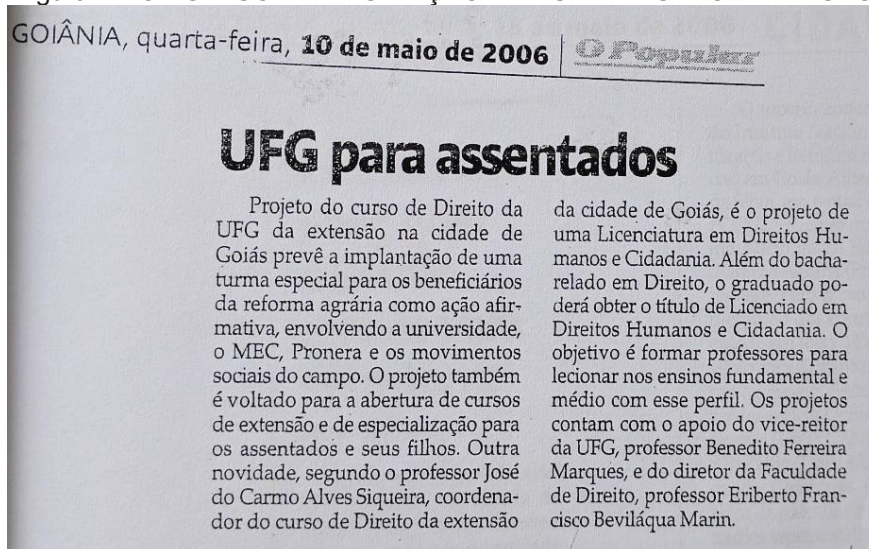 GOIÂNIA, quarta-feira, 10 de maio de 2006 O Popular
UFG para assentados
Projeto do curso de Direito da
UFG da extensão na cidade de
Goiás prevê a implantação de uma
turma especial para os beneficiários
da reforma agrária como ação afir-
mativa, envolvendo a universidade,
o MEC, Pronera e os movimentos
sociais do campo. O projeto também
é voltado para a abertura de cursos
de extensão e de especialização para
os assentados e seus filhos. Outra
novidade, segundo o professor José
do Carmo Alves Siqueira, coordena-
dor do curso de Direito da extensão
da cidade de Goiás, é o projeto de
uma Licenciatura em Direitos Hu-
manos e Cidadania. Além do bacha-
relado em Direito, o graduado po-
derá obter o título de Licenciado em
Direitos Humanos e Cidadania. O
objetivo é formar professores para
lecionar nos ensinos fundamental e
médio com esse perfil. Os projetos
contam com o apoio do vice-reitor
da UFG, professor Benedito Ferreira
Marques, e do diretor da Faculdade
de Direito, professor Eriberto Fran-
cisco Beviláqua Marin.